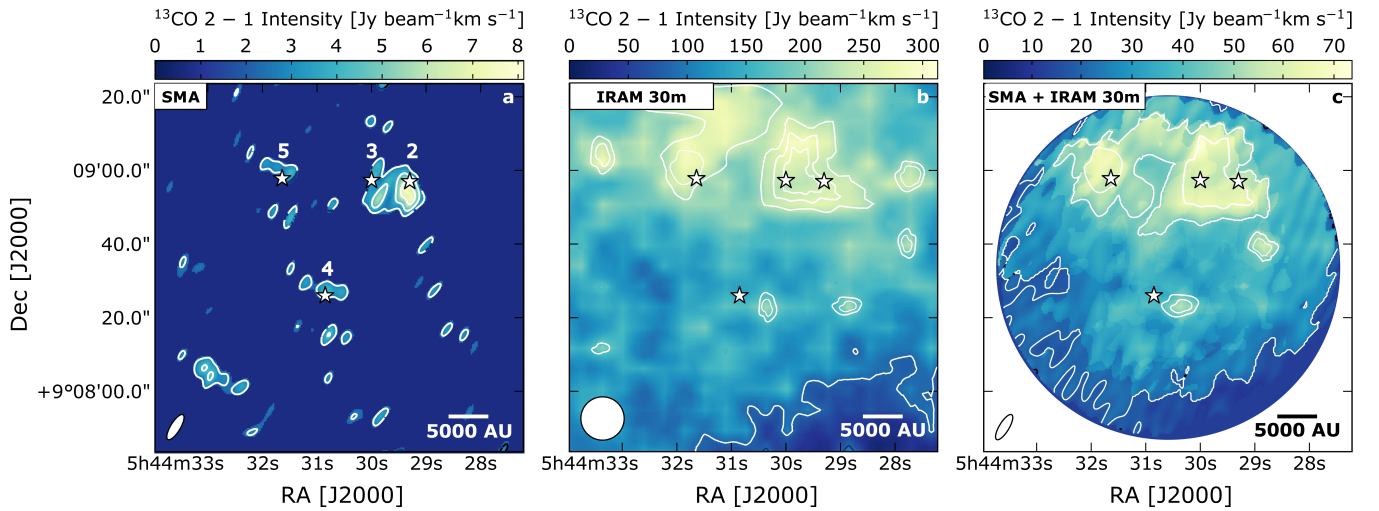 ¹³CO 2 − 1 Intensity [Jy beam⁻¹km s⁻¹]
0 1 2 3 4 5 6 7 8
SMA
a
5 3 2
4
20.0"
09'00.0"
40.0"
20.0"
+9°08'00.0"
Dec [J2000]
5000 AU
5h44m33s 32s 31s 30s 29s 28s
RA [J2000]
¹³CO 2 − 1 Intensity [Jy beam⁻¹km s⁻¹]
0 50 100 150 200 250 300
IRAM 30m
b
5000 AU
5h44m33s 32s 31s 30s 29s 28s
RA [J2000]
¹³CO 2 − 1 Intensity [Jy beam⁻¹km s⁻¹]
0 10 20 30 40 50 60 70
SMA + IRAM 30m
c
5000 AU
5h44m33s 32s 31s 30s 29s 28s
RA [J2000]